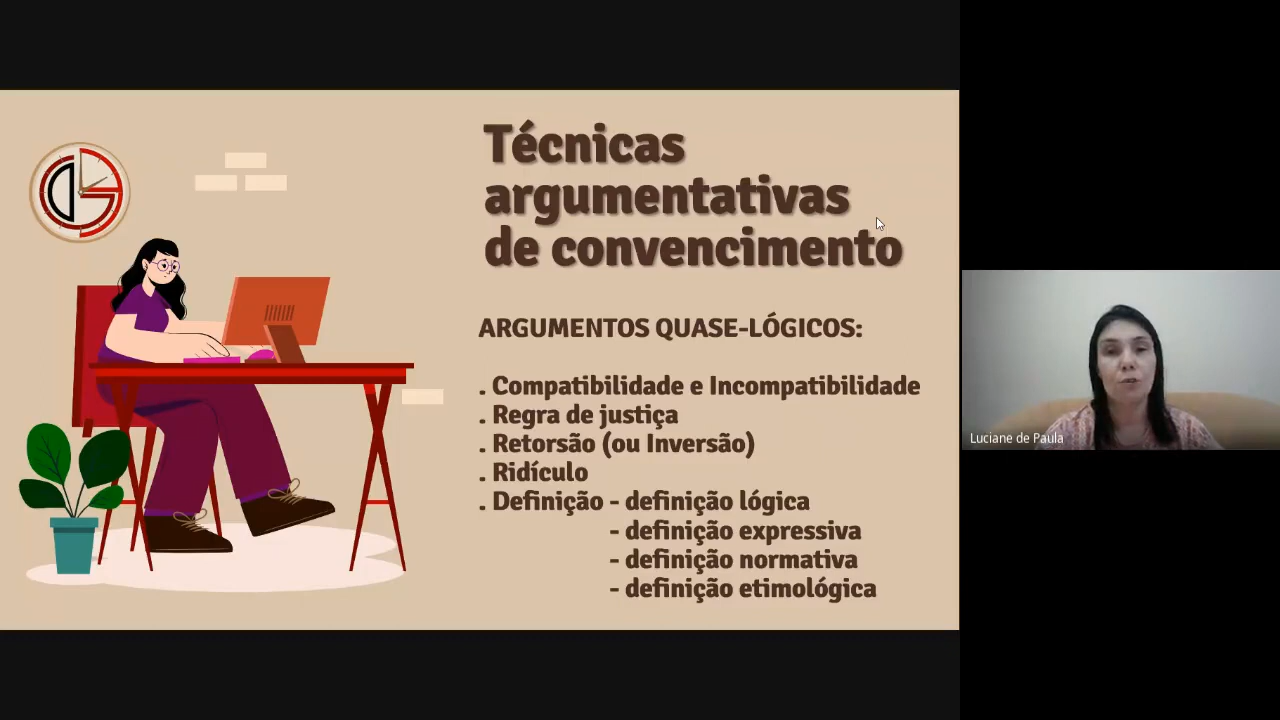 Técnicas
argumentativas
de convencimento
ARGUMENTOS QUASE-LÓGICOS:
. Compatibilidade e Incompatibilidade
. Regra de justiça
. Retorsão (ou Inversão)
. Ridículo
. Definição - definição lógica
- definição expressiva
- definição normativa
- definição etimológica
Luciane de Paula